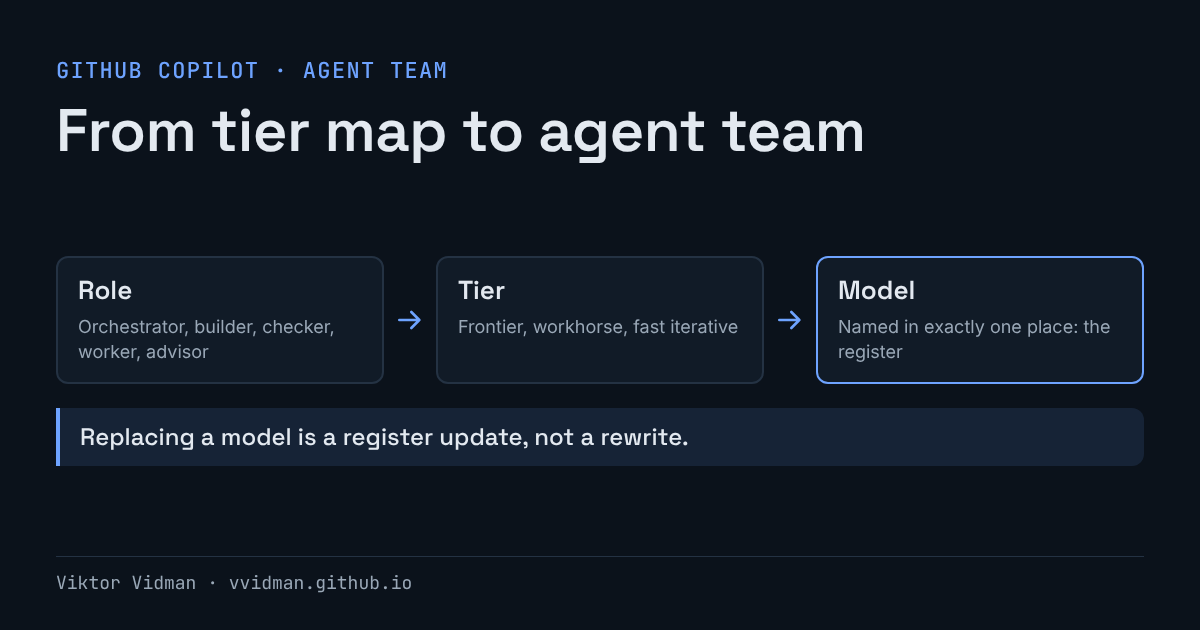 GITHUB COPILOT · AGENT TEAM
From tier map to agent team
Role
Orchestrator, builder, checker,
worker, advisor
→
Tier
Frontier, workhorse, fast iterative
→
Model
Named in exactly one place: the
register
Replacing a model is a register update, not a rewrite.
Viktor Vidman · vvidman.github.io